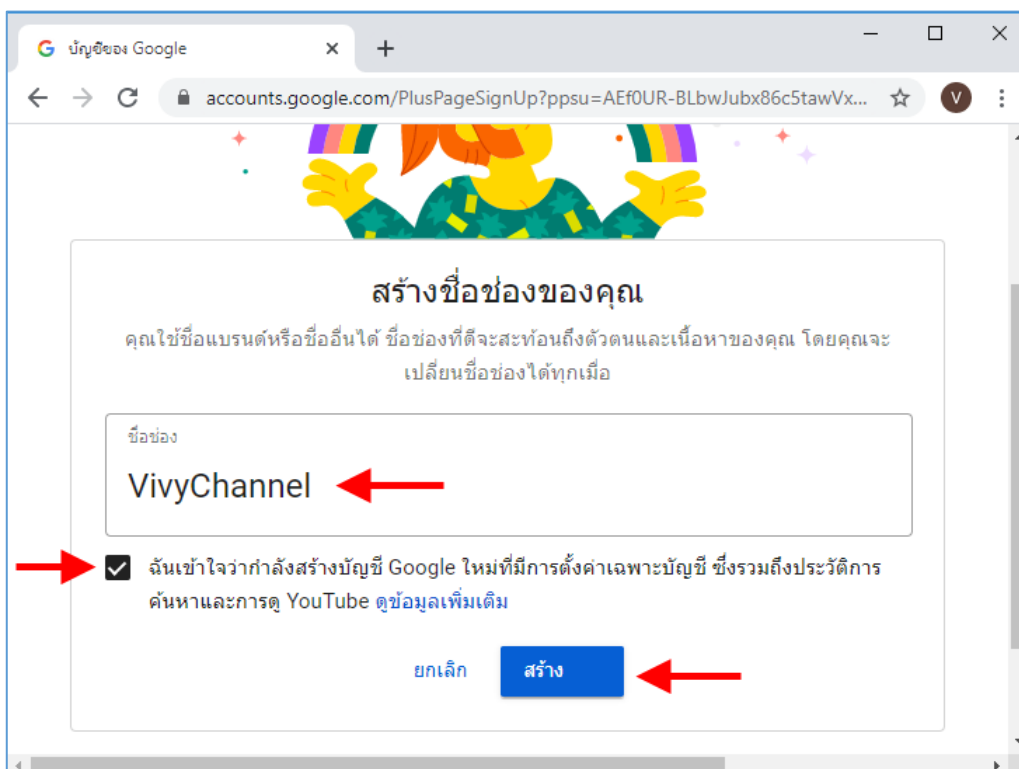 บัญชีของ Google
accounts.google.com/PlusPageSignUp?ppsu=AEf0UR-BLbwJubx86c5tawVx...
V
สร้างชื่อช่องของคุณ
คุณใช้ชื่อแบรนด์หรือชื่ออื่นได้ ชื่อช่องที่ดีจะสะท้อนถึงตัวตนและเนื้อหาของคุณ โดยคุณจะ
เปลี่ยนชื่อช่องได้ทุกเมื่อ
ชื่อช่อง
VivyChannel
ฉันเข้าใจว่ากำลังสร้างบัญชี Google ใหม่ที่มีการตั้งค่าเฉพาะบัญชี ซึ่งรวมถึงประวัติการ
ค้นหาและการดู YouTube ดูข้อมูลเพิ่มเติม
ยกเลิก สร้าง